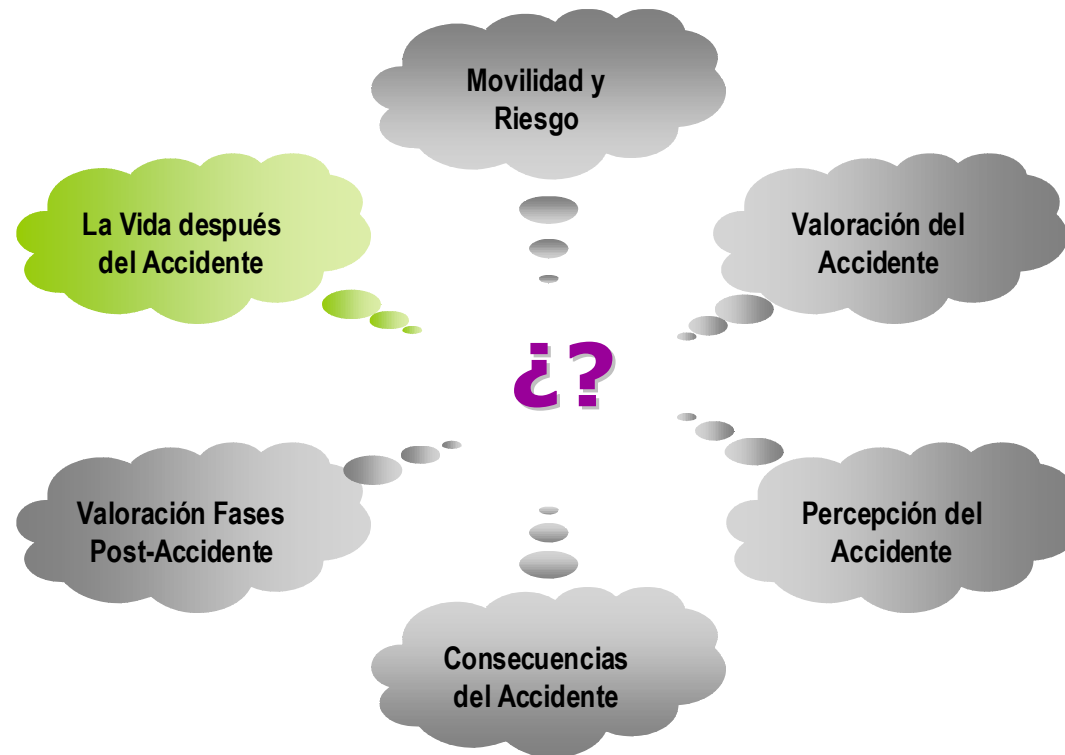 Movilidad y
Riesgo
La Vida después
del Accidente
Valoración del
Accidente
¿?
Valoración Fases
Post-Accidente
Percepción del
Accidente
Consecuencias
del Accidente